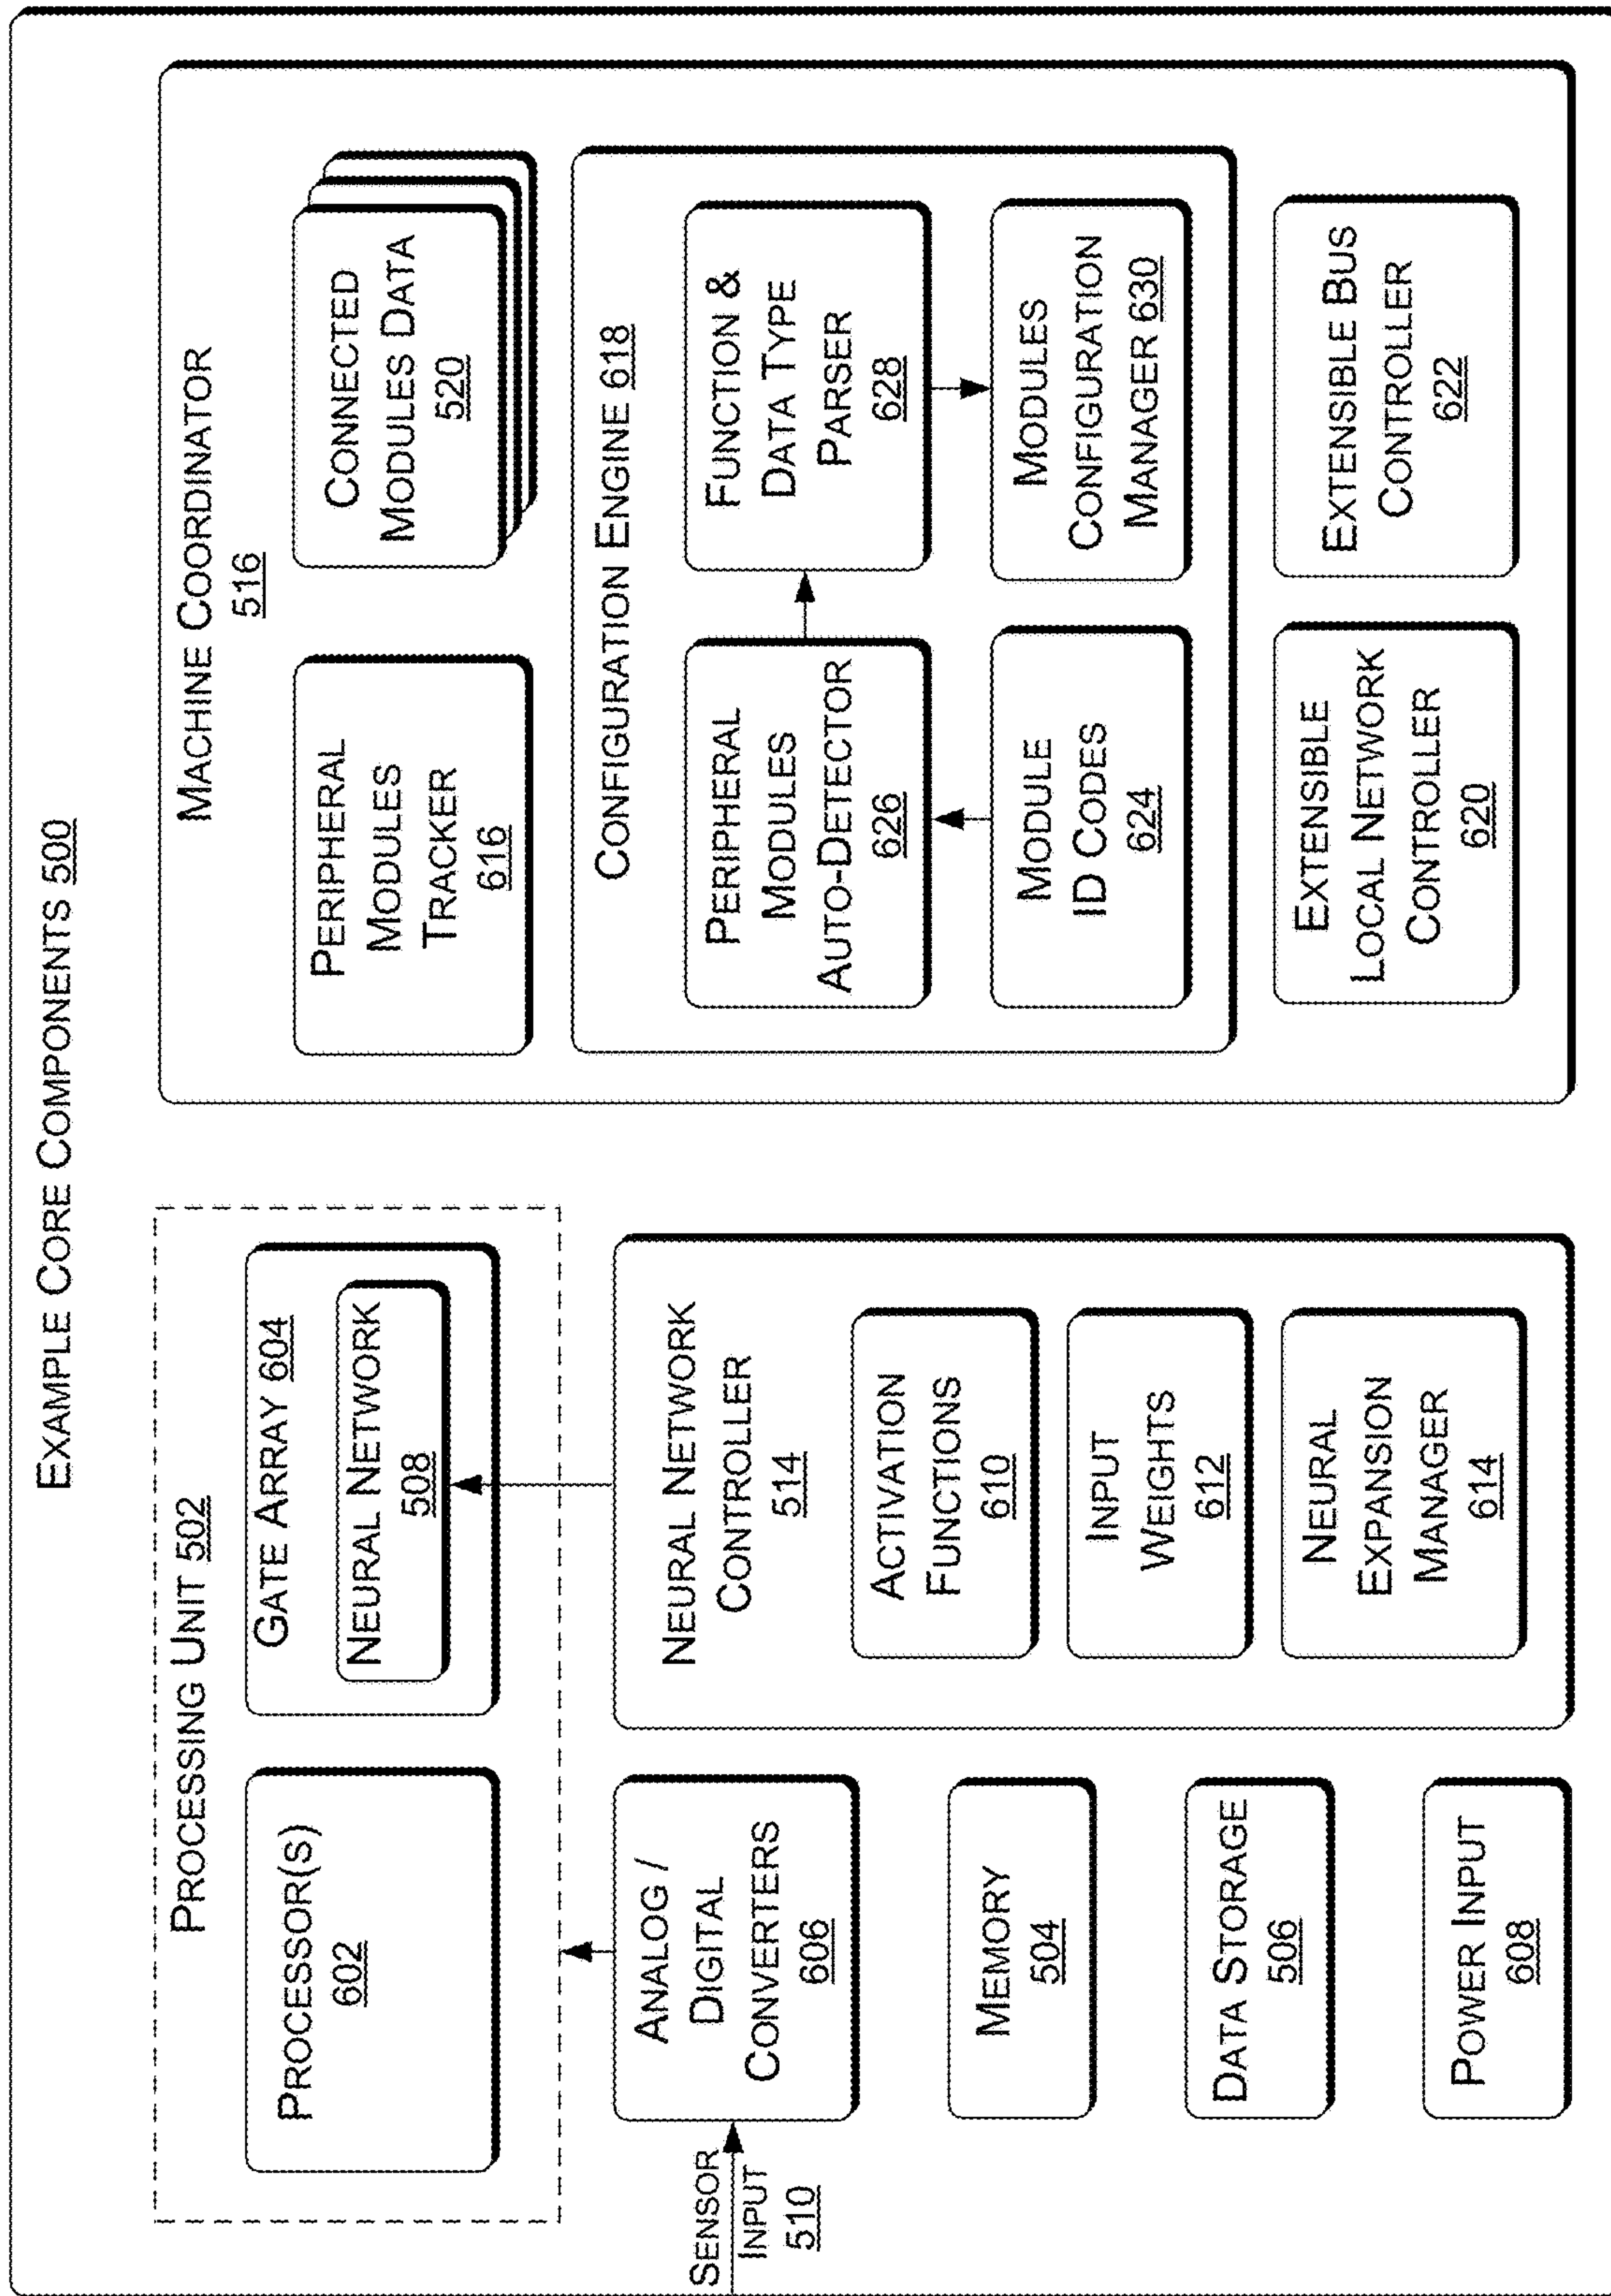 EXAMPLE CORE COMPONENTS 500
PROCESSING UNIT 502
PROCESSOR(S)
602
GATE ARRAY 604
NEURAL NETWORK
508
SENSOR
INPUT
510
ANALOG /
DIGITAL
CONVERTERS
606
MEMORY
504
DATA STORAGE
506
POWER INPUT
608
NEURAL NETWORK
CONTROLLER
514
ACTIVATION
FUNCTIONS
610
INPUT
WEIGHTS
612
NEURAL
EXPANSION
MANAGER
614
MACHINE COORDINATOR
516
PERIPHERAL
MODULES
TRACKER
616
CONNECTED
MODULES DATA
520
CONFIGURATION ENGINE 618
PERIPHERAL
MODULES
AUTO-DETECTOR
626
FUNCTION &
DATA TYPE
PARSER
628
MODULE
ID CODES
624
MODULES
CONFIGURATION
MANAGER 630
EXTENSIBLE
LOCAL NETWORK
CONTROLLER
620
EXTENSIBLE BUS
CONTROLLER
622